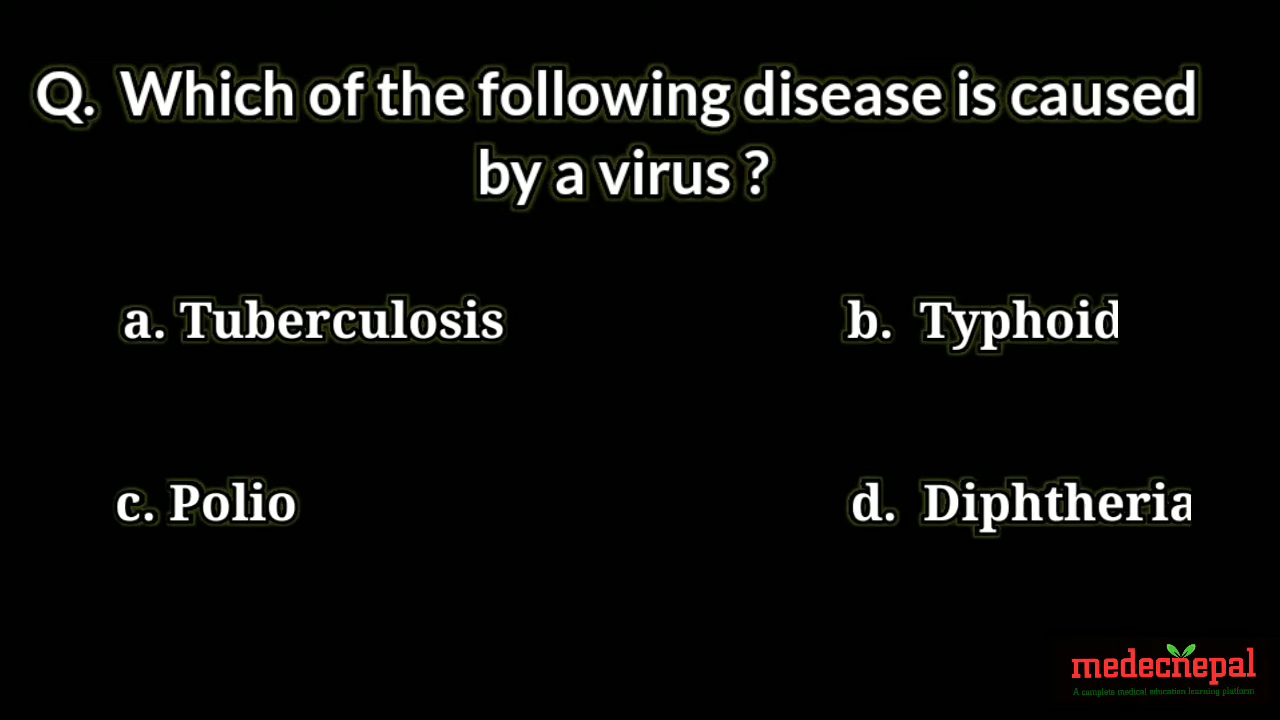 Q. Which of the following disease is caused
by a virus ?
a. Tuberculosis
b. Typhoid
c. Polio
d. Diphtheria
medecnepal
A complete medical education learning platform